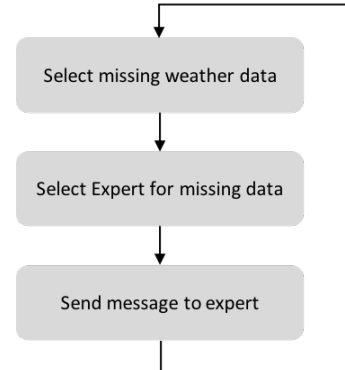 Select missing weather data
Select Expert for missing data
Send message to expert